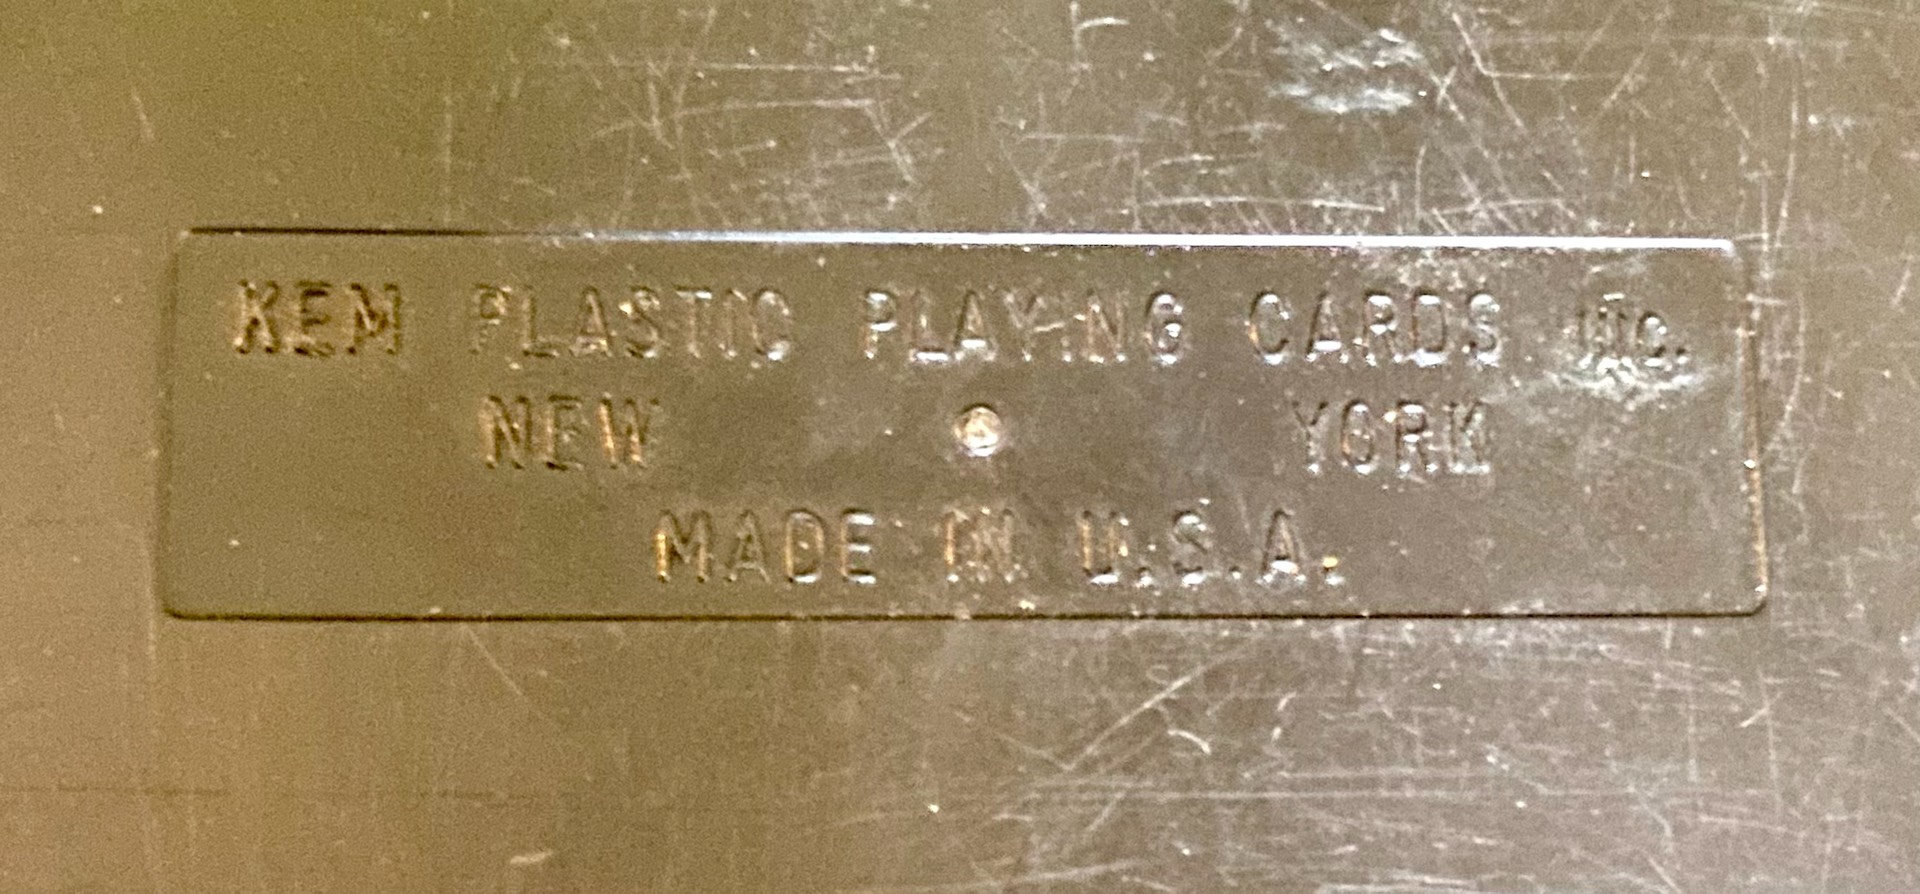 KEM PLASTIC PLAYING CARDS INC.
NEW YORK
MADE IN U.S.A.